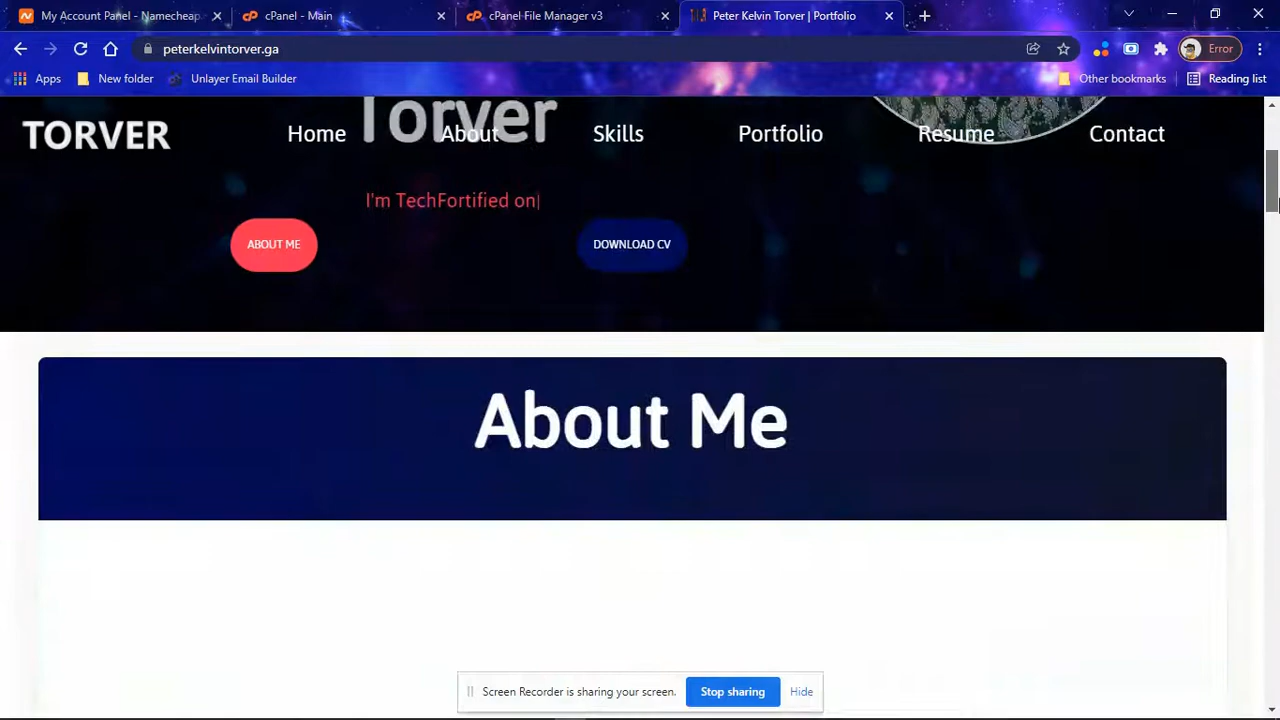 My Account Panel - Namecheap
cPanel - Main
cPanel File Manager v3
Peter Kelvin Torver | Portfolio
peterkelvintorver.ga
Error
Apps
New folder
Unlayer Email Builder
Other bookmarks
Reading list
Torver
TORVER
Home
About
Skills
Portfolio
Resume
Contact
I'm TechFortified on|
ABOUT ME
DOWNLOAD CV
About Me
Screen Recorder is sharing your screen.
Stop sharing
Hide